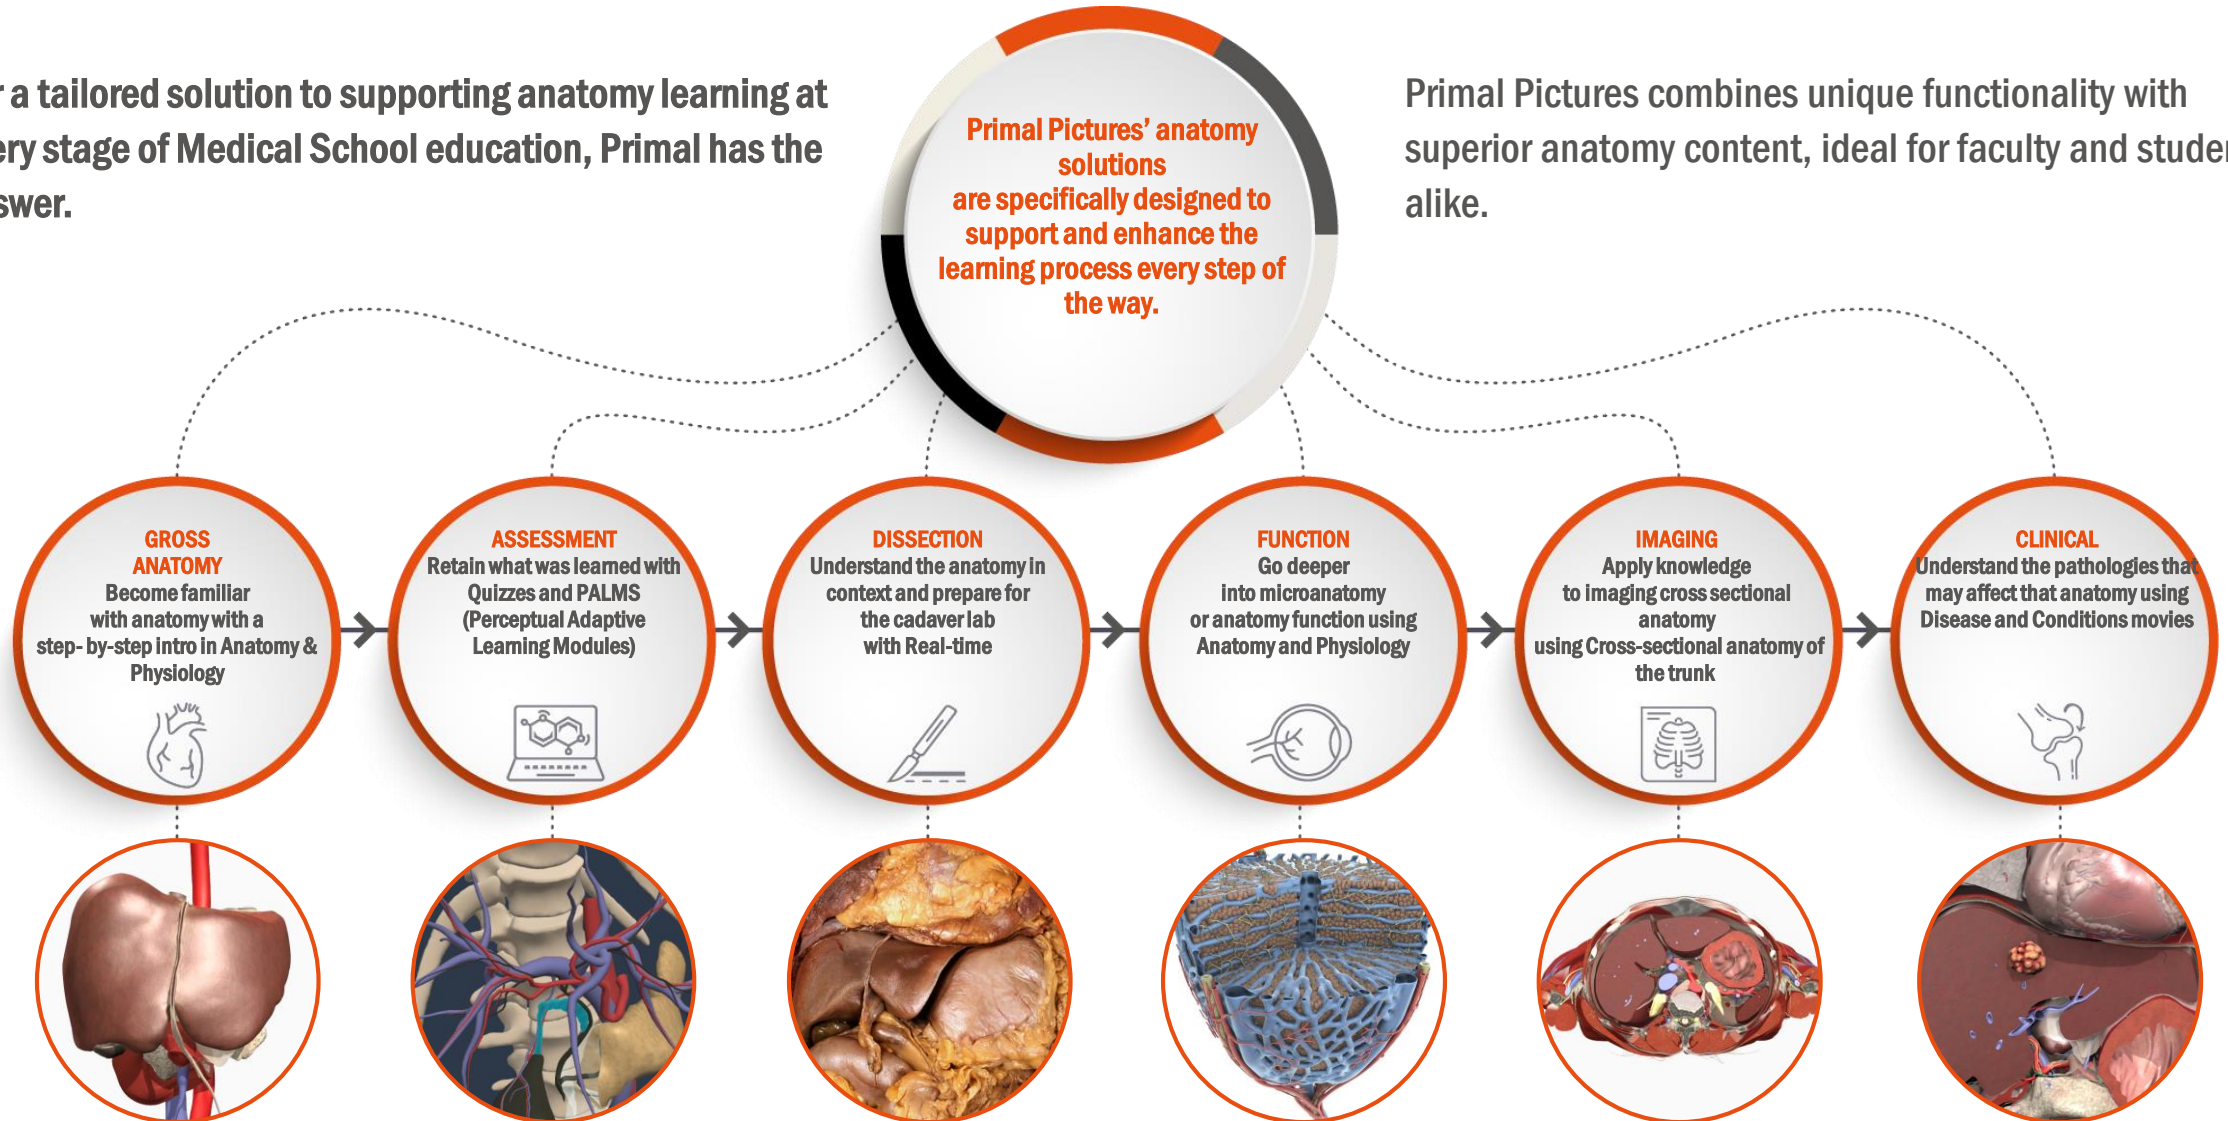 r a tailored solution to supporting anatomy learning at
ery stage of Medical School education, Primal has the
swer.
Primal Pictures’ anatomy
solutions
are specifically designed to
support and enhance the
learning process every step of
the way.
Primal Pictures combines unique functionality with
superior anatomy content, ideal for faculty and studen
alike.
GROSS
ANATOMY
Become familiar
with anatomy with a
step- by-step intro in Anatomy &
Physiology
ASSESSMENT
Retain what was learned with
Quizzes and PALMS
(Perceptual Adaptive
Learning Modules)
DISSECTION
Understand the anatomy in
context and prepare for
the cadaver lab
with Real-time
FUNCTION
Go deeper
into microanatomy
or anatomy function using
Anatomy and Physiology
IMAGING
Apply knowledge
to imaging cross sectional
anatomy
using Cross-sectional anatomy of
the trunk
CLINICAL
Understand the pathologies that
may affect that anatomy using
Disease and Conditions movies